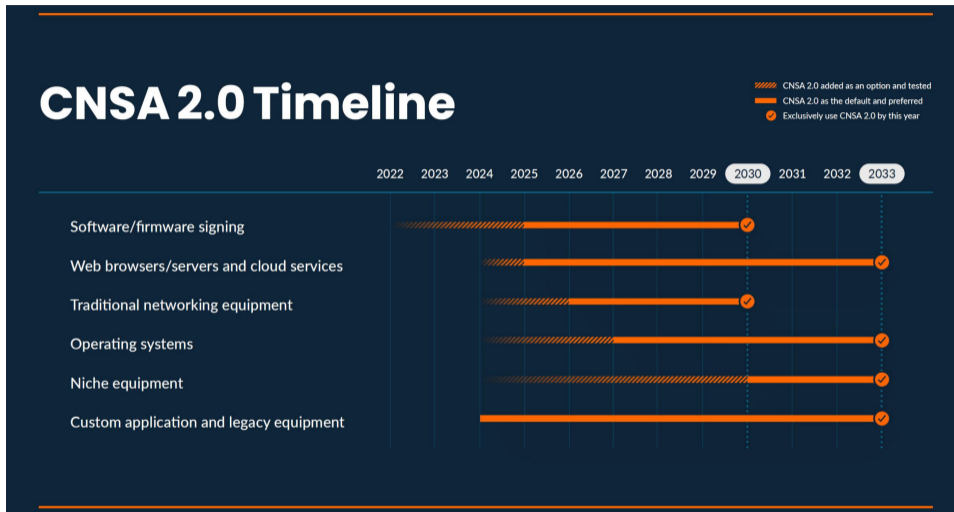 CNSA 2.0 Timeline
CNSA 2.0 added as an option and tested
CNSA 2.0 as the default and preferred
Exclusively use CNSA 2.0 by this year
2022 2023 2024 2025 2026 2027 2028 2029 2030 2031 2032 2033
Software/firmware signing
Web browsers/servers and cloud services
Traditional networking equipment
Operating systems
Niche equipment
Custom application and legacy equipment